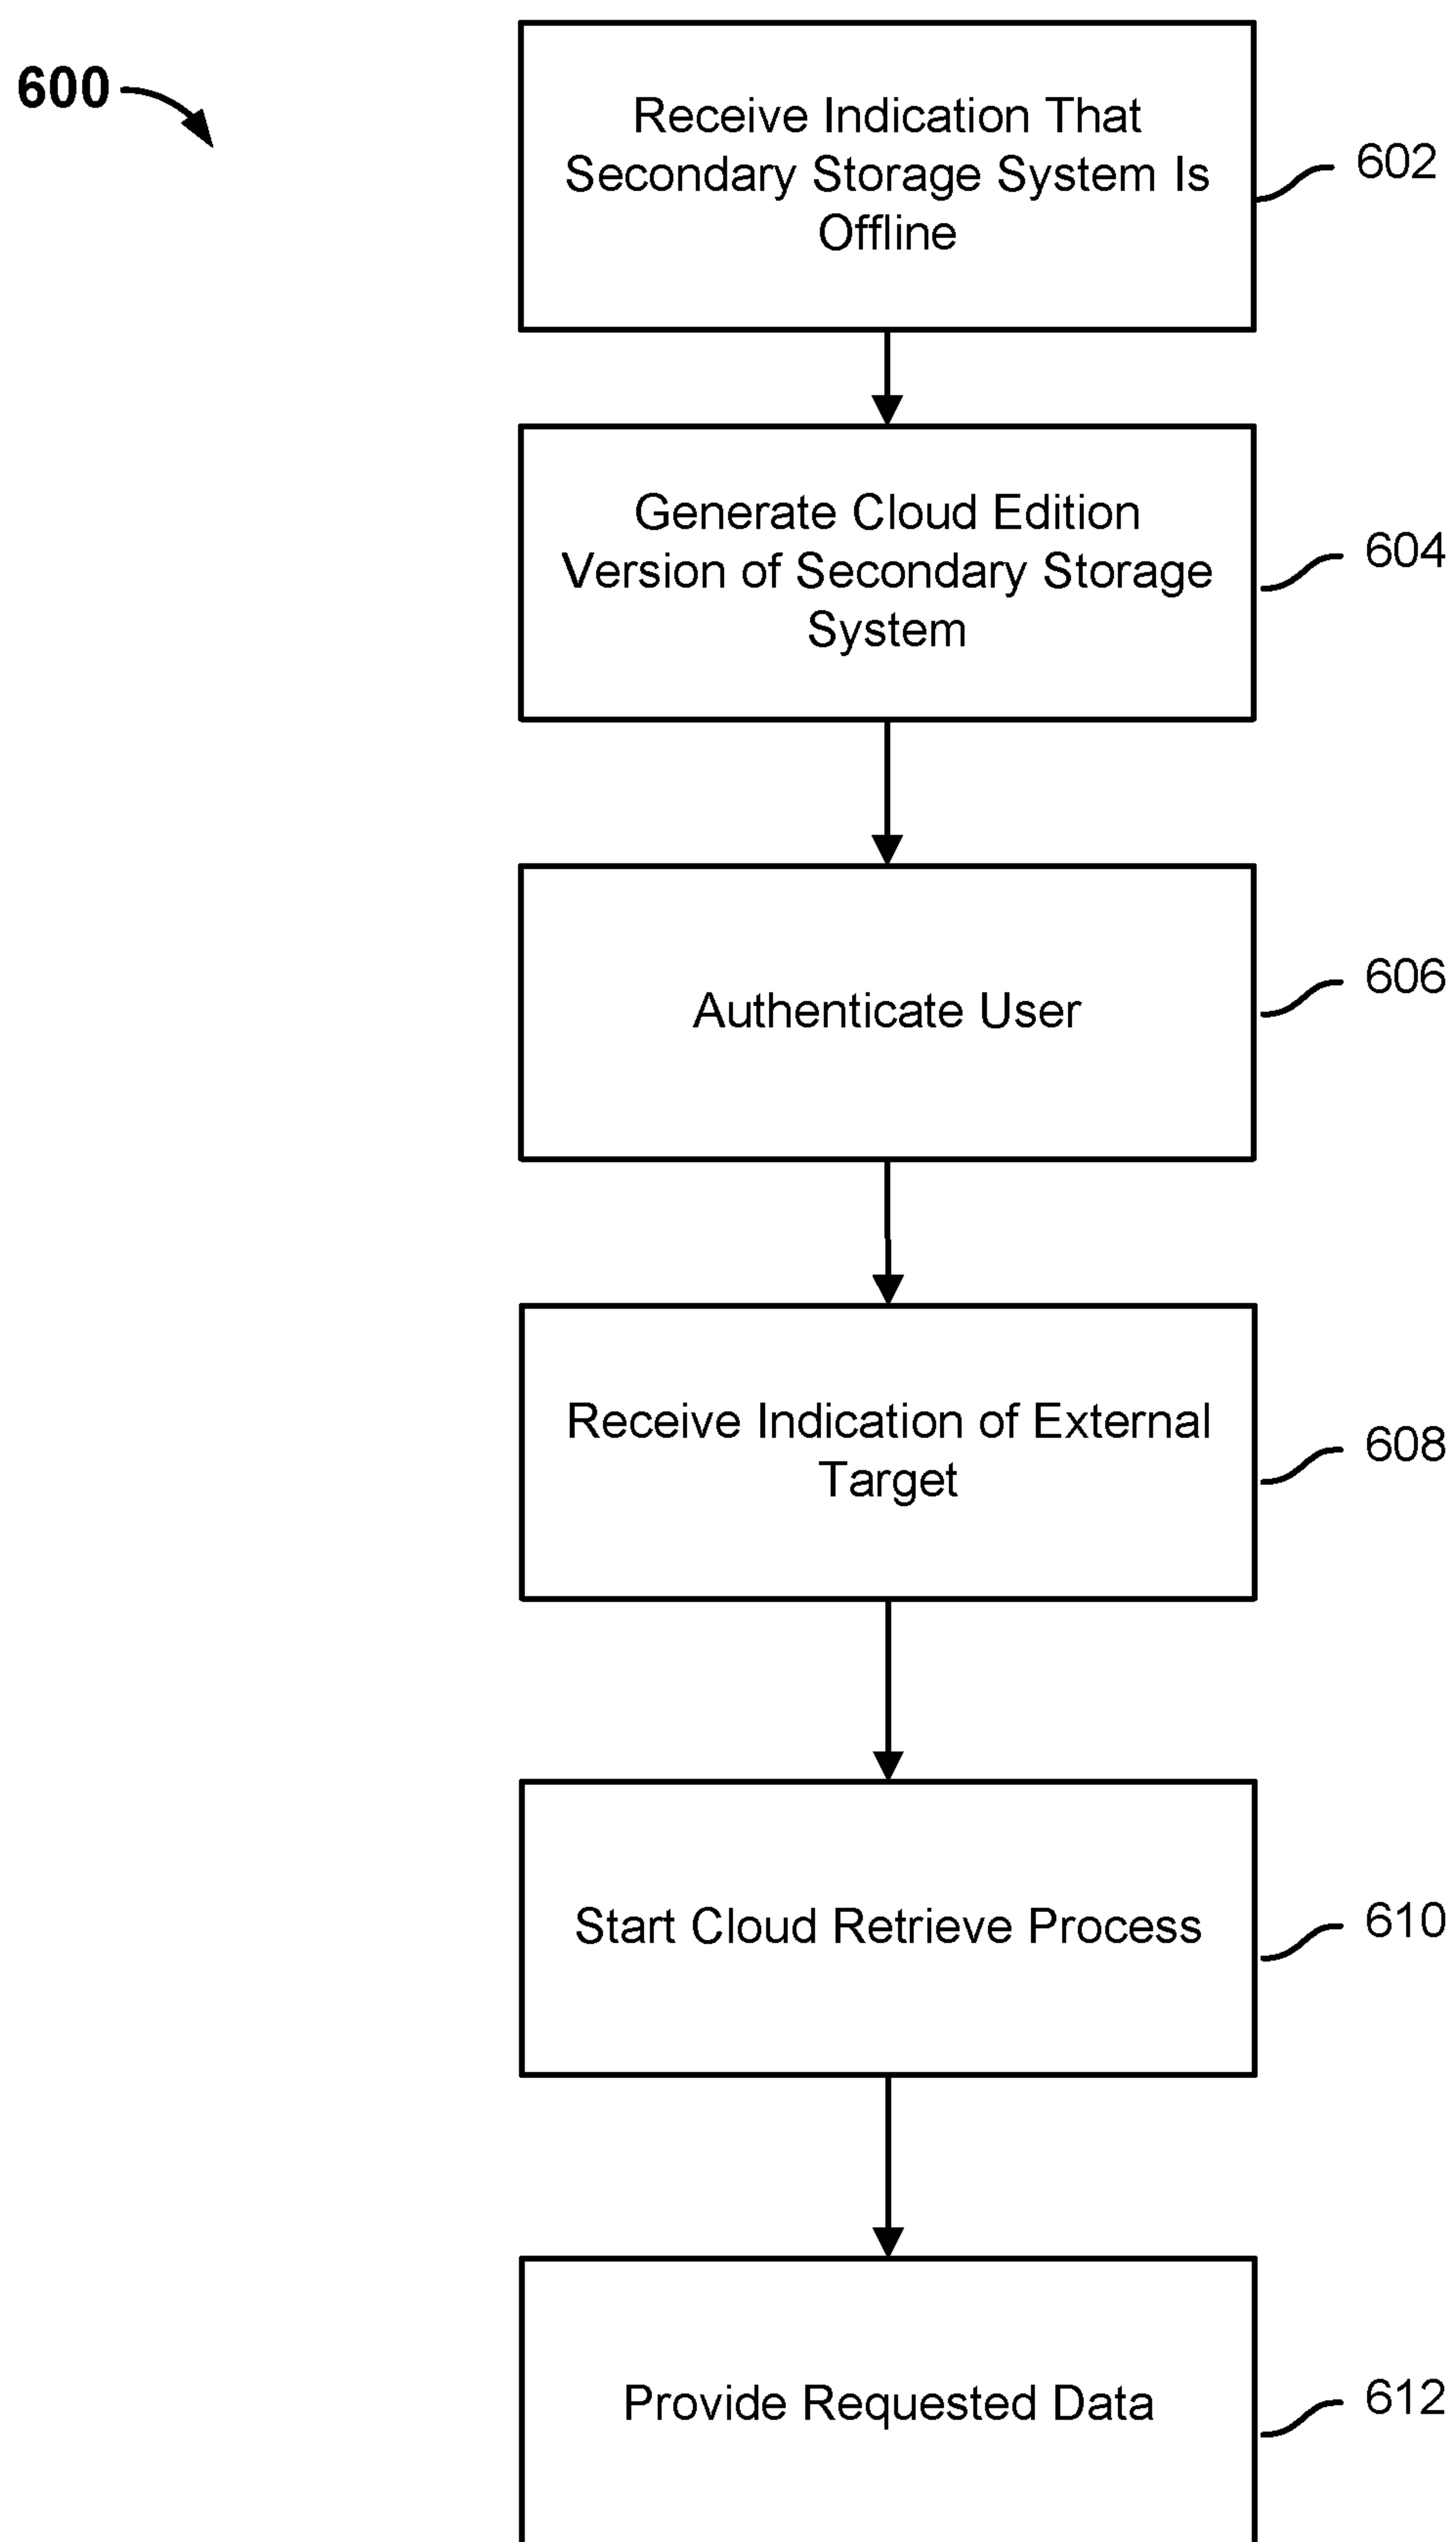 600
Receive Indication That
Secondary Storage System Is
Offline
602
Generate Cloud Edition
Version of Secondary Storage
System
604
Authenticate User
606
Receive Indication of External
Target
608
Start Cloud Retrieve Process
610
Provide Requested Data
612